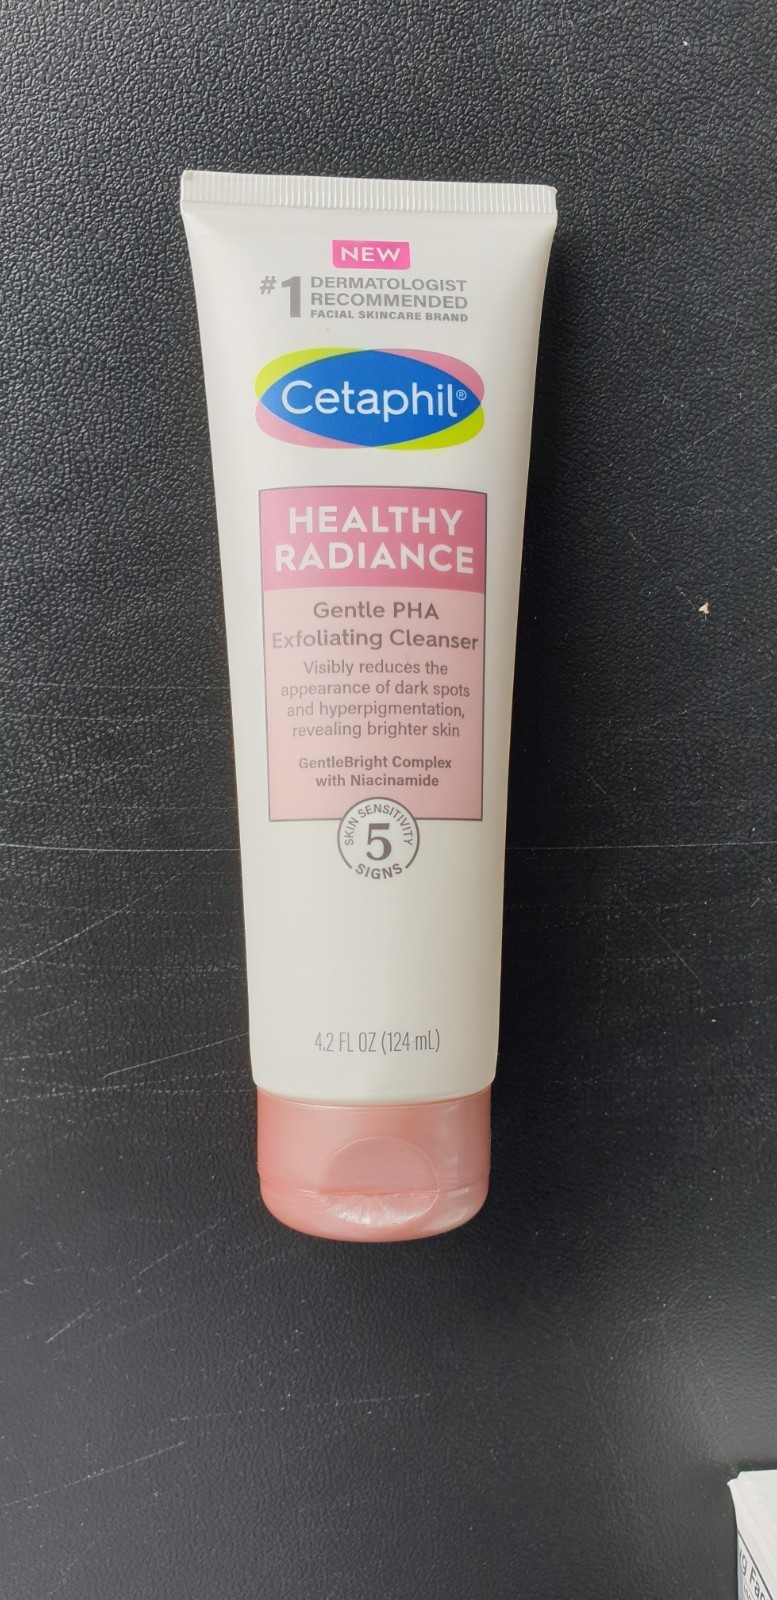 NEW
#1 DERMATOLOGIST
RECOMMENDED
FACIAL SKINCARE BRAND
Cetaphil®
HEALTHY
RADIANCE
Gentle PHA
Exfoliating Cleanser
Visibly reduces the
appearance of dark spots
and hyperpigmentation,
revealing brighter skin
GentleBright Complex
with Niacinamide
SKIN SENSITIVITY
5
SIGNS
4.2 FL OZ (124 mL)